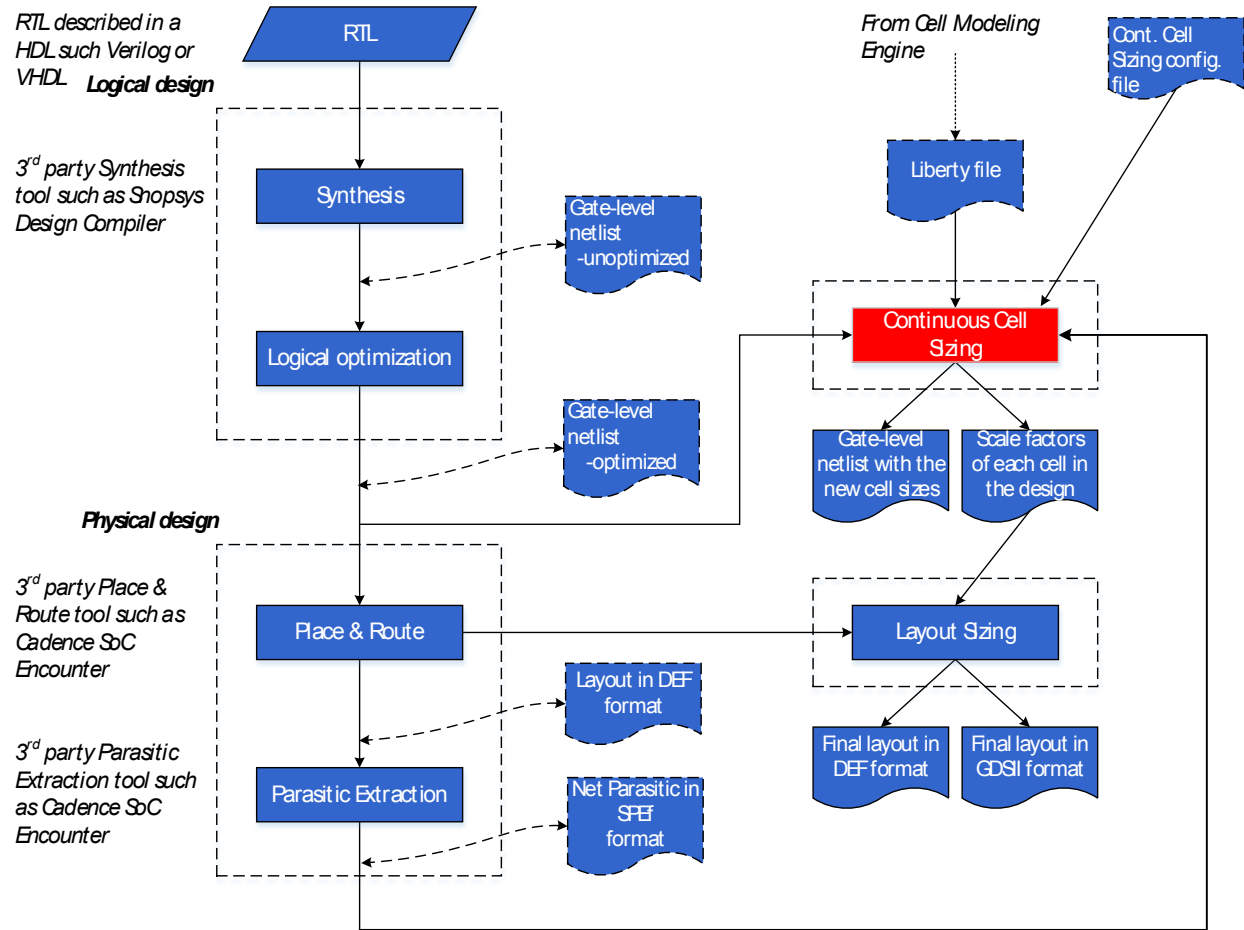 RTL described in a
HDL such Verilog or
VHDL
Logical design
RTL
From Cell Modeling
Engine
Cont. Cell
Sizing config.
file
3rd party Synthesis
tool such as Snopsys
Design Compiler
Synthesis
Gate-level
netlist
-unoptimized
Liberty file
Logical optimization
Continuous Cell
Sizing
Gate-level
netlist
-optimized
Gate-level
netlist with the
new cell sizes
Scale factors
of each cell in
the design
Physical design
3rd party Place &
Route tool such as
Cadence SoC
Encounter
Place & Route
Layout Sizing
Layout in DEF
format
3rd party Parasitic
Extraction tool such
as Cadence SoC
Encounter
Parasitic Extraction
Net Parasitic in
SPEf
format
Final layout in
DEF format
Final layout in
GDSII format